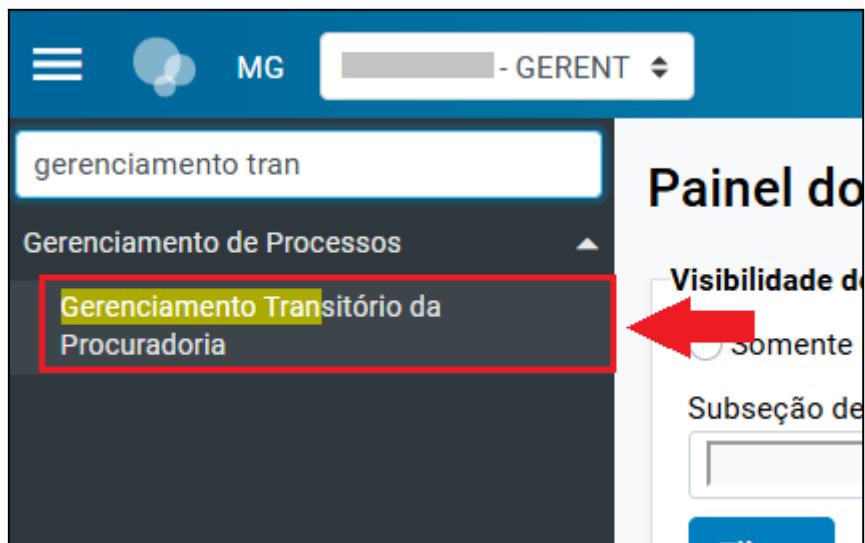 MG
- GERENT
gerenciamento tran
Gerenciamento de Processos
Gerenciamento Transitório da
Procuradoria
Painel do
Visibilidade d
Somente
Subseção de